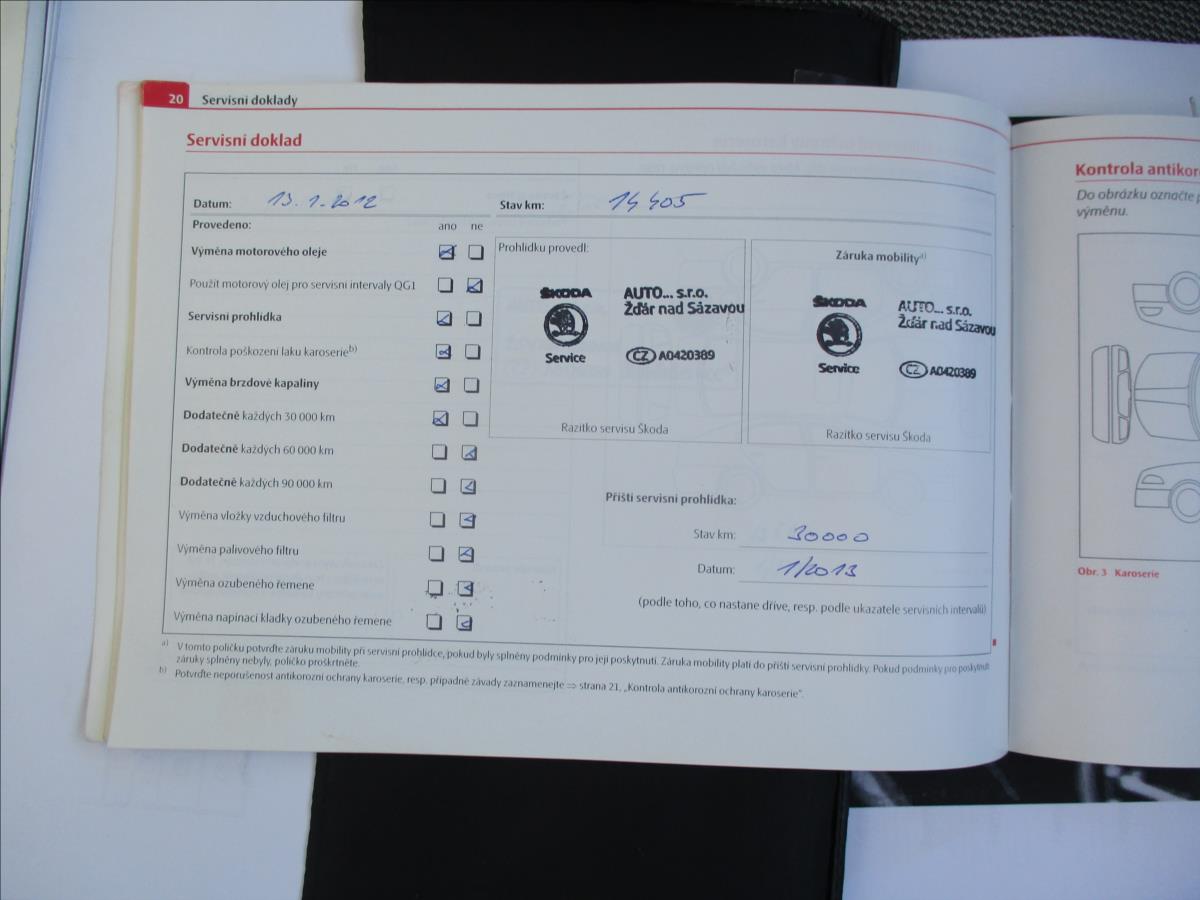 20 Servisní doklady
Servisní doklad
Datum: 13.1.2012 Stav km: 14 405
Provedeno: ano ne
Výměna motorového oleje
Použit motorový olej pro servisní intervaly QG1
Servisní prohlídka
Kontrola poškození laku karoserie b)
Výměna brzdové kapaliny
Dodatečně každých 30 000 km
Dodatečně každých 60 000 km
Dodatečně každých 90 000 km
Výměna vložky vzduchového filtru
Výměna palivového filtru
Výměna ozubeného řemene
Výměna napínací kladky ozubeného řemene
Prohlídku provedl:
ŠKODA
Service
AUTO... s.r.o.
Žďár nad Sázavou
CZ A0420389
Razítko servisu Škoda
Záruka mobility a)
ŠKODA
Service
AUTO... s.r.o.
Žďár nad Sázavou
CZ A0420389
Razítko servisu Škoda
Příští servisní prohlídka:
Stav km: 30000
Datum: 1/2013
(podle toho, co nastane dříve, resp. podle ukazatele servisních intervalů)
a) V tomto políčku potvrďte záruku mobility při servisní prohlídce, pokud byly splněny podmínky pro její poskytnutí. Záruka mobility platí do příští servisní prohlídky. Pokud podmínky pro poskytnutí
záruky splněny nebyly, políčko proškrtněte.
b) Potvrďte neporušenost antikorozní ochrany karoserie, resp. případné závady zaznamenejte ⇒ strana 21, „Kontrola antikorozní ochrany karoserie".
Kontrola antikor
Do obrázku označte
výměnu.
Obr. 3 Karoserie